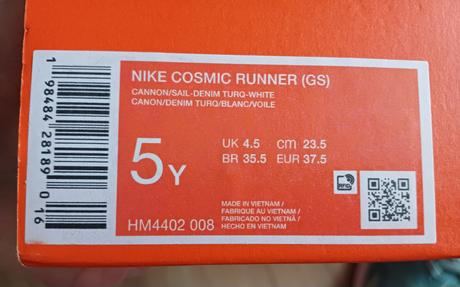 NIKE COSMIC RUNNER (GS)
CANNON/SAIL-DENIM TURQ-WHITE
CANON/DENIM TURQ/BLANC/VOILE
5Y
UK 4.5 cm 23.5
BR 35.5 EUR 37.5
RFID
MADE IN VIETNAM /
FABRIQUE AU VIETNAM /
FABRICADO NO VIETNÃ /
HECHO EN VIETNAM
HM4402 008
1 98484 28189 0 16